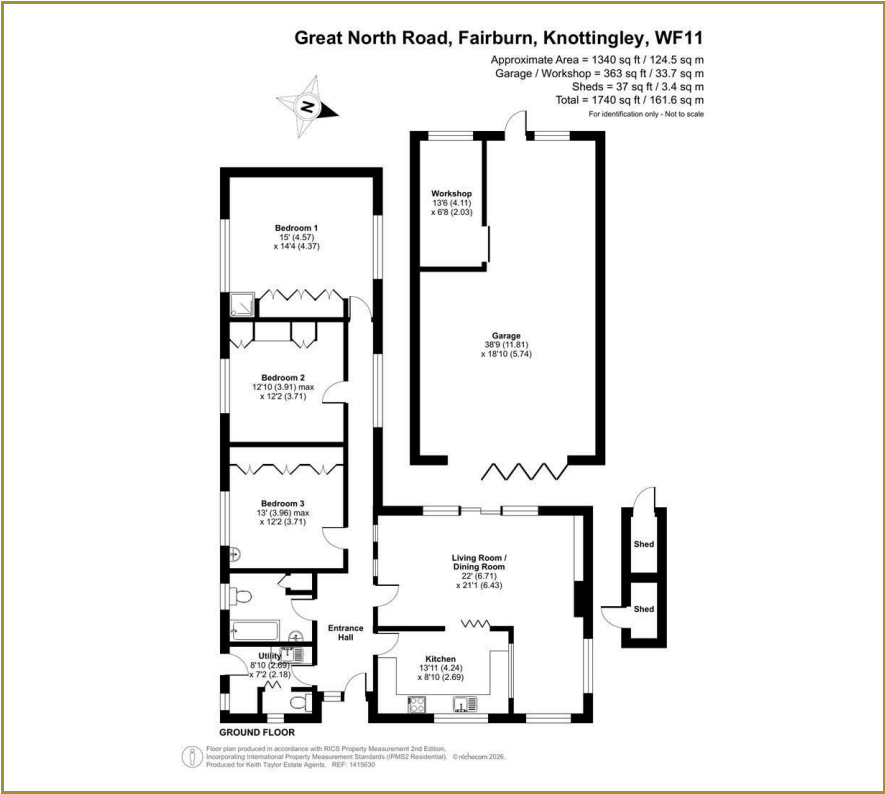 Great North Road, Fairburn, Knottingley, WF11
Approximate Area = 1340 sq ft / 124.5 sq m
Garage / Workshop = 363 sq ft / 33.7 sq m
Sheds = 37 sq ft / 3.4 sq m
Total = 1740 sq ft / 161.6 sq m
For identification only - Not to scale
N
Workshop
13'6 (4.11)
x 6'8 (2.03)
Bedroom 1
15' (4.57)
x 14'4 (4.37)
Garage
38'9 (11.81)
x 18'10 (5.74)
Bedroom 2
12'10 (3.91) max
x 12'2 (3.71)
Bedroom 3
13' (3.96) max
x 12'2 (3.71)
Living Room /
Dining Room
22' (6.71)
x 21'1 (6.43)
Shed
Shed
Entrance
Hall
Utility
8'10 (2.69)
x 7'2 (2.18)
Kitchen
13'11 (4.24)
x 8'10 (2.69)
GROUND FLOOR
Floor plan produced in accordance with RICS Property Measurement 2nd Edition,
Incorporating International Property Measurement Standards (IPMS2 Residential). © nichecom 2026.
Produced for Keith Taylor Estate Agents. REF: 1415630